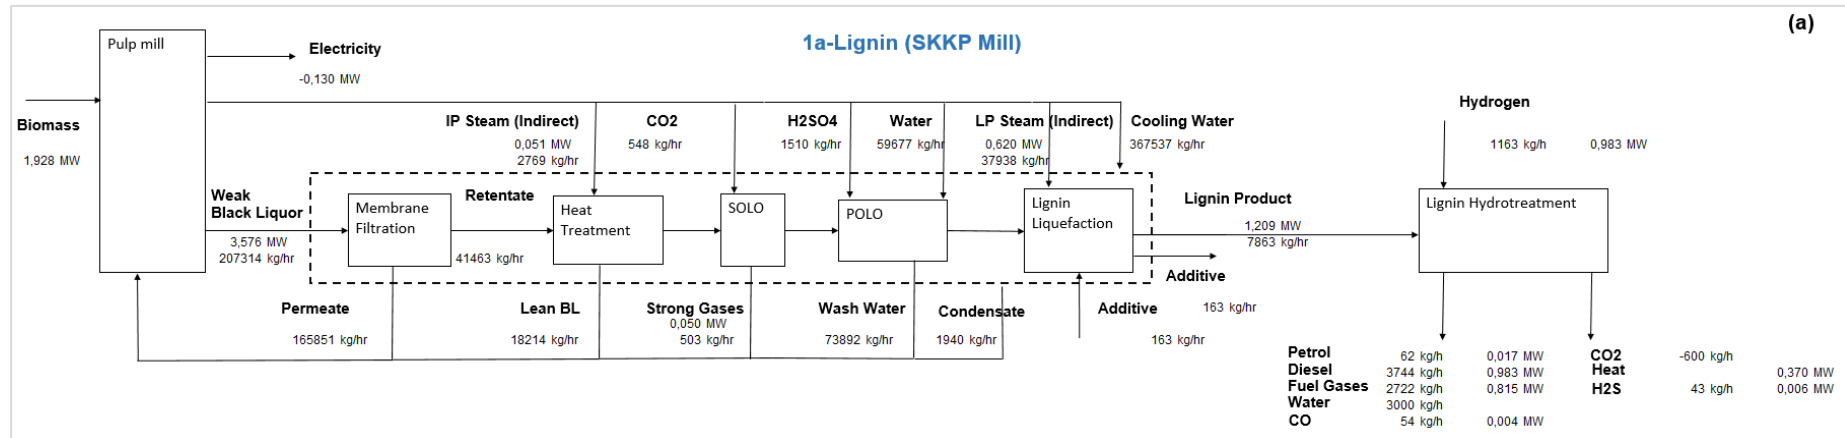 (a)
1a-Lignin (SKKP Mill)
Pulp mill
Electricity
-0,130 MW
Biomass
1,928 MW
IP Steam (Indirect)
0,051 MW
2769 kg/hr
CO2
548 kg/hr
H2SO4
1510 kg/hr
Water
59677 kg/hr
LP Steam (Indirect)
0,620 MW
37938 kg/hr
Cooling Water
367537 kg/hr
Hydrogen
1163 kg/h 0,983 MW
Weak
Black Liquor
3,576 MW
207314 kg/hr
Membrane
Filtration
Retentate
41463 kg/hr
Heat
Treatment
SOLO
POLO
Lignin
Liquefaction
Lignin Product
1,209 MW
7863 kg/hr
Lignin Hydrotreatment
Additive
163 kg/hr
Permeate
165851 kg/hr
Lean BL
18214 kg/hr
Strong Gases
0,050 MW
503 kg/hr
Wash Water
73892 kg/hr
Condensate
1940 kg/hr
Additive
163 kg/hr
Petrol 62 kg/h 0,017 MW CO2 -600 kg/h
Diesel 3744 kg/h 0,983 MW Heat 0,370 MW
Fuel Gases 2722 kg/h 0,815 MW H2S 43 kg/h 0,006 MW
Water 3000 kg/h
CO 54 kg/h 0,004 MW